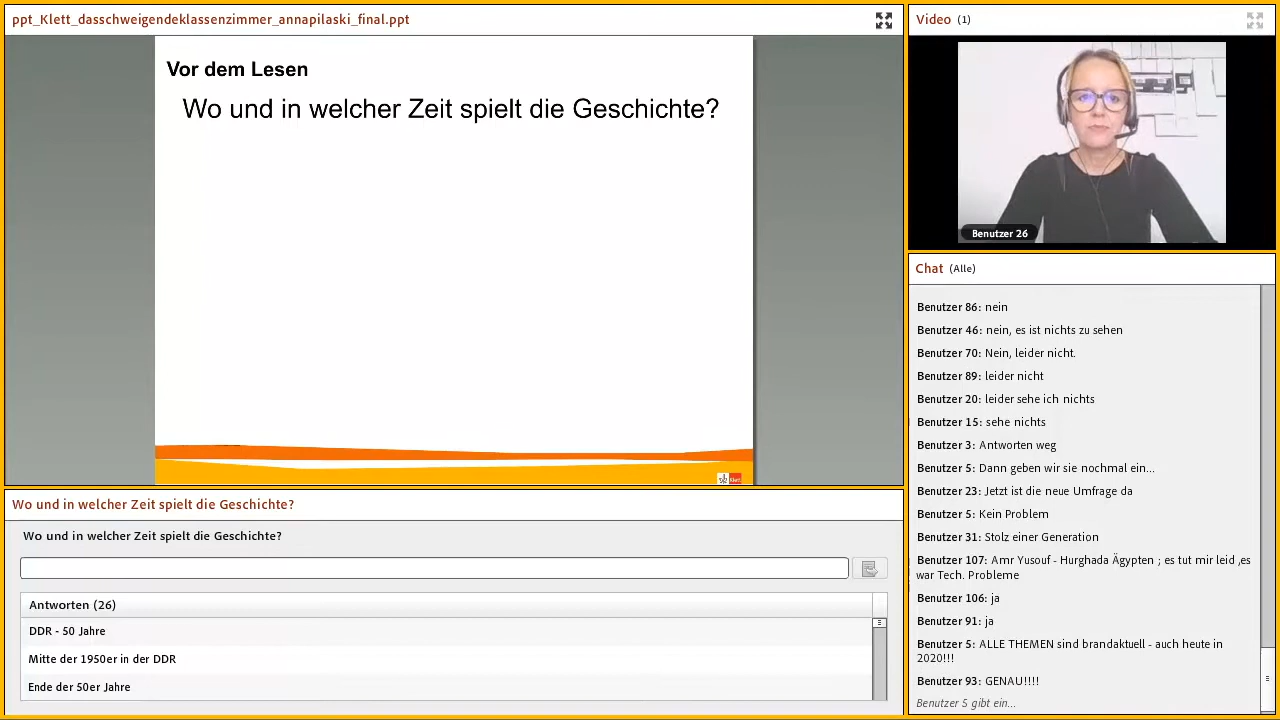 ppt_Klett_dasschweigendeklassenzimmer_annapilaski_final.ppt
Vor dem Lesen
Wo und in welcher Zeit spielt die Geschichte?
Klett
Wo und in welcher Zeit spielt die Geschichte?
Wo und in welcher Zeit spielt die Geschichte?
Antworten (26)
DDR - 50 Jahre
Mitte der 1950er in der DDR
Ende der 50er Jahre
Video (1)
Benutzer 26
Chat (Alle)
Benutzer 86: nein
Benutzer 46: nein, es ist nichts zu sehen
Benutzer 70: Nein, leider nicht.
Benutzer 89: leider nicht
Benutzer 20: leider sehe ich nichts
Benutzer 15: sehe nichts
Benutzer 3: Antworten weg
Benutzer 5: Dann geben wir sie nochmal ein...
Benutzer 23: Jetzt ist die neue Umfrage da
Benutzer 5: Kein Problem
Benutzer 31: Stolz einer Generation
Benutzer 107: Amr Yusouf - Hurghada Ägypten ; es tut mir leid ,es
war Tech. Probleme
Benutzer 106: ja
Benutzer 91: ja
Benutzer 5: ALLE THEMEN sind brandaktuell - auch heute in
2020!!!
Benutzer 93: GENAU!!!!
Benutzer 5 gibt ein...